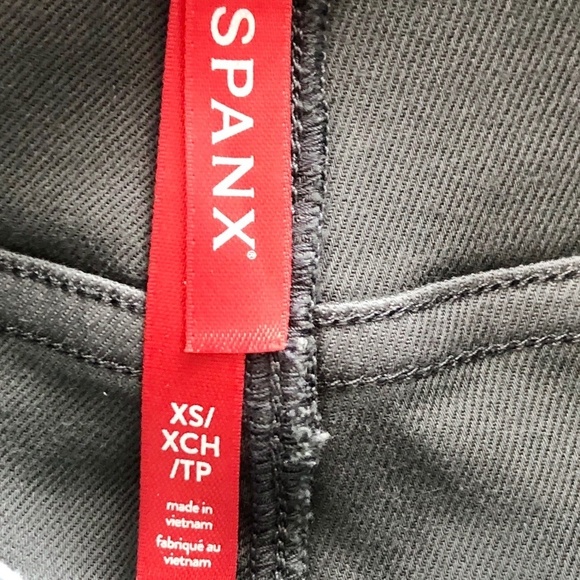 SPANX®
XS/
XCH
/TP
made in
vietnam
fabriqué au
vietnam